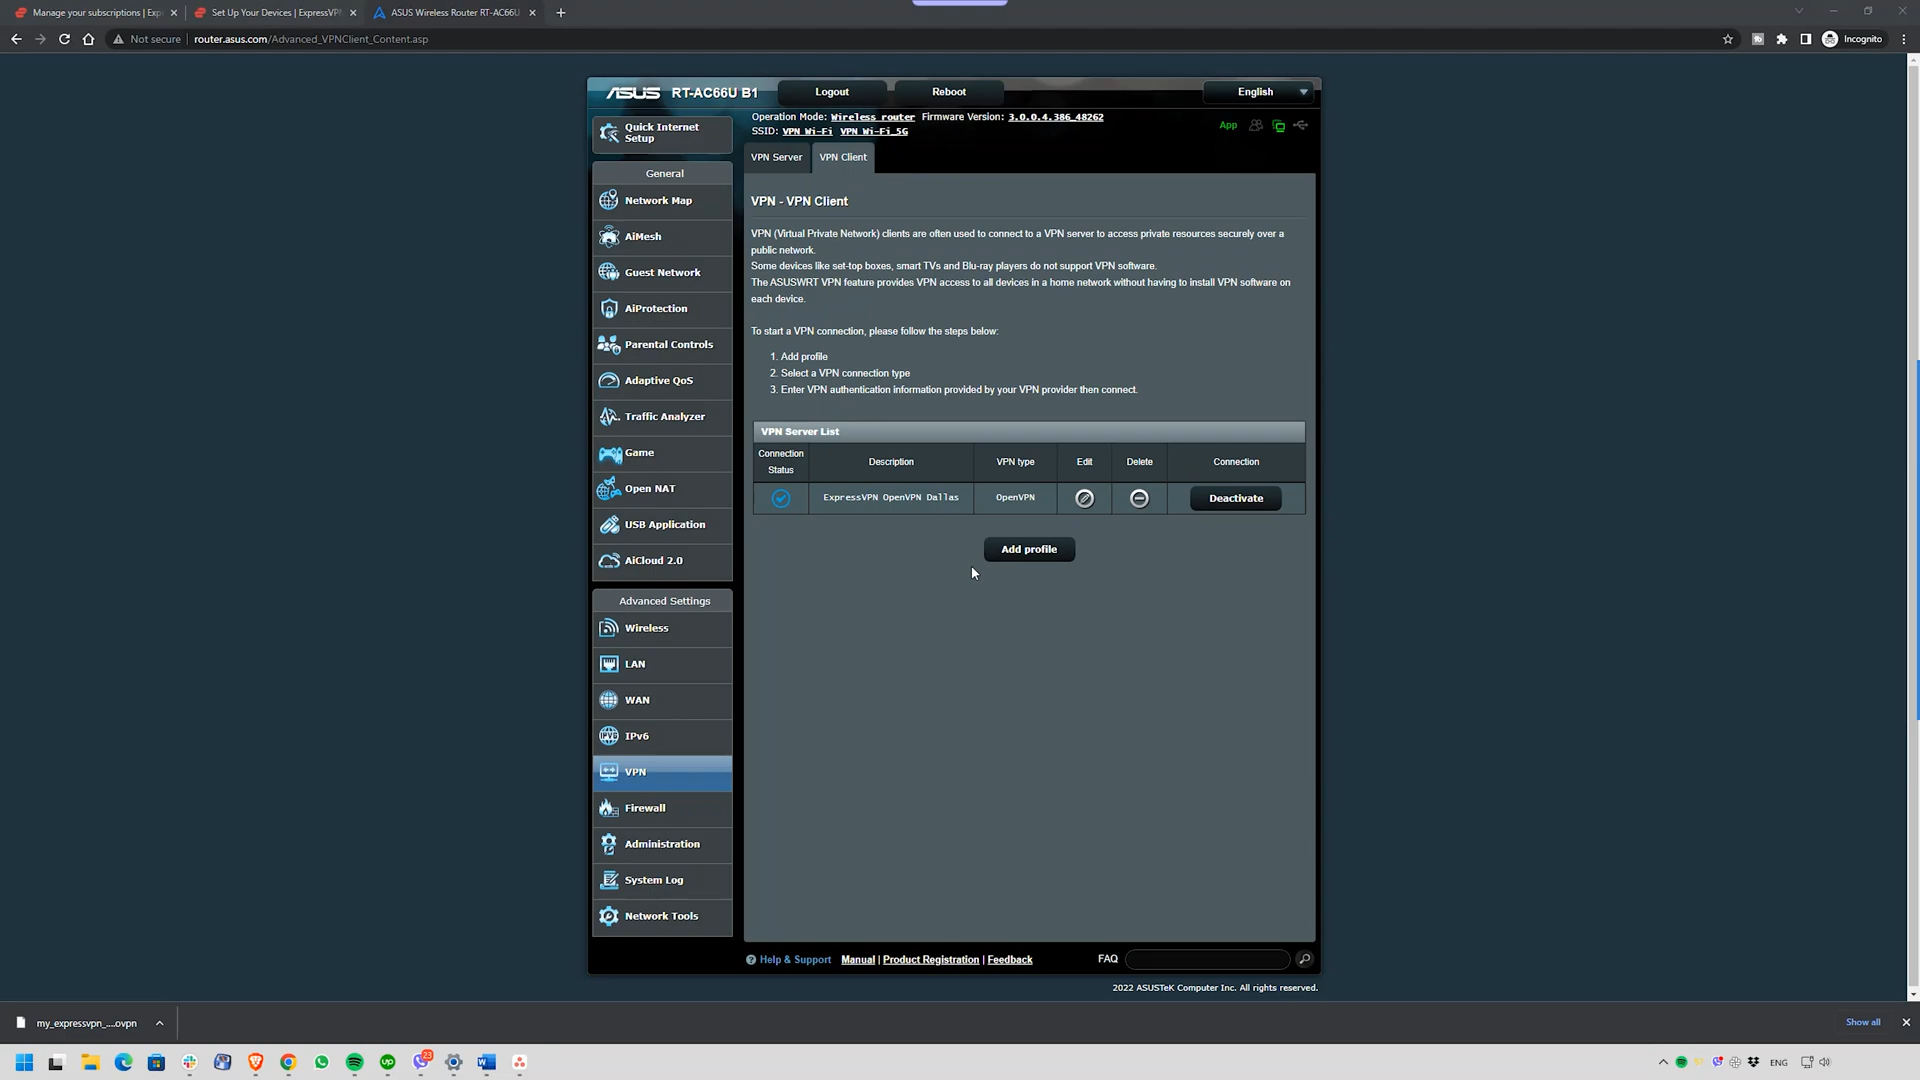 Manage your subscriptions | Exp
Set Up Your Devices | ExpressVPN
ASUS Wireless Router RT-AC66U
Not secure
router.asus.com/Advanced_VPNClient_Content.asp
Incognito
ASUS RT-AC66U B1
Logout
Reboot
English
Quick Internet
Setup
Operation Mode: Wireless router Firmware Version: 3.0.0.4.386_48262
SSID: VPN Wi-Fi VPN Wi-Fi_5G
App
General
Network Map
AiMesh
Guest Network
AiProtection
Parental Controls
Adaptive QoS
Traffic Analyzer
Game
Open NAT
USB Application
AiCloud 2.0
Advanced Settings
Wireless
LAN
WAN
IPv6
VPN
Firewall
Administration
System Log
Network Tools
VPN Server
VPN Client
VPN - VPN Client
VPN (Virtual Private Network) clients are often used to connect to a VPN server to access private resources securely over a
public network.
Some devices like set-top boxes, smart TVs and Blu-ray players do not support VPN software.
The ASUSWRT VPN feature provides VPN access to all devices in a home network without having to install VPN software on
each device.
To start a VPN connection, please follow the steps below:
1. Add profile
2. Select a VPN connection type
3. Enter VPN authentication information provided by your VPN provider then connect.
VPN Server List
Connection
Status
Description
VPN type
Edit
Delete
Connection
ExpressVPN OpenVPN Dallas
OpenVPN
Deactivate
Add profile
Help & Support
Manual | Product Registration | Feedback
FAQ
2022 ASUSTeK Computer Inc. All rights reserved.
my_expressvpn_....ovpn
Show all
23
ENG